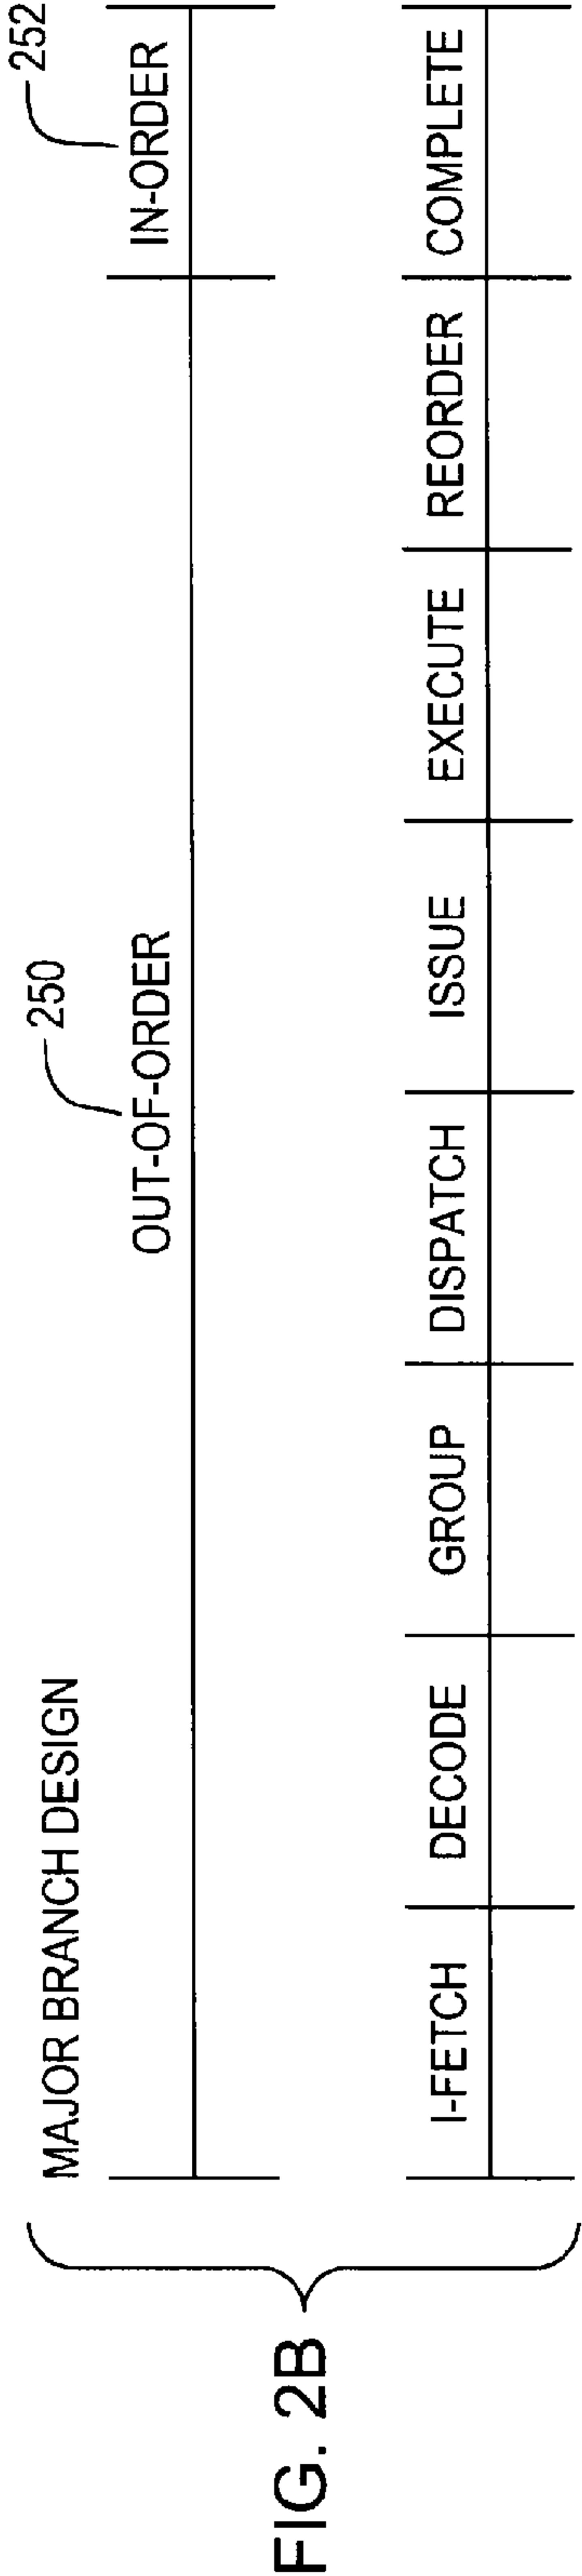 MAJOR BRANCH DESIGN
250
252
OUT-OF-ORDER
IN-ORDER
I-FETCH
DECODE
GROUP
DISPATCH
ISSUE
EXECUTE
REORDER
COMPLETE
FIG. 2B